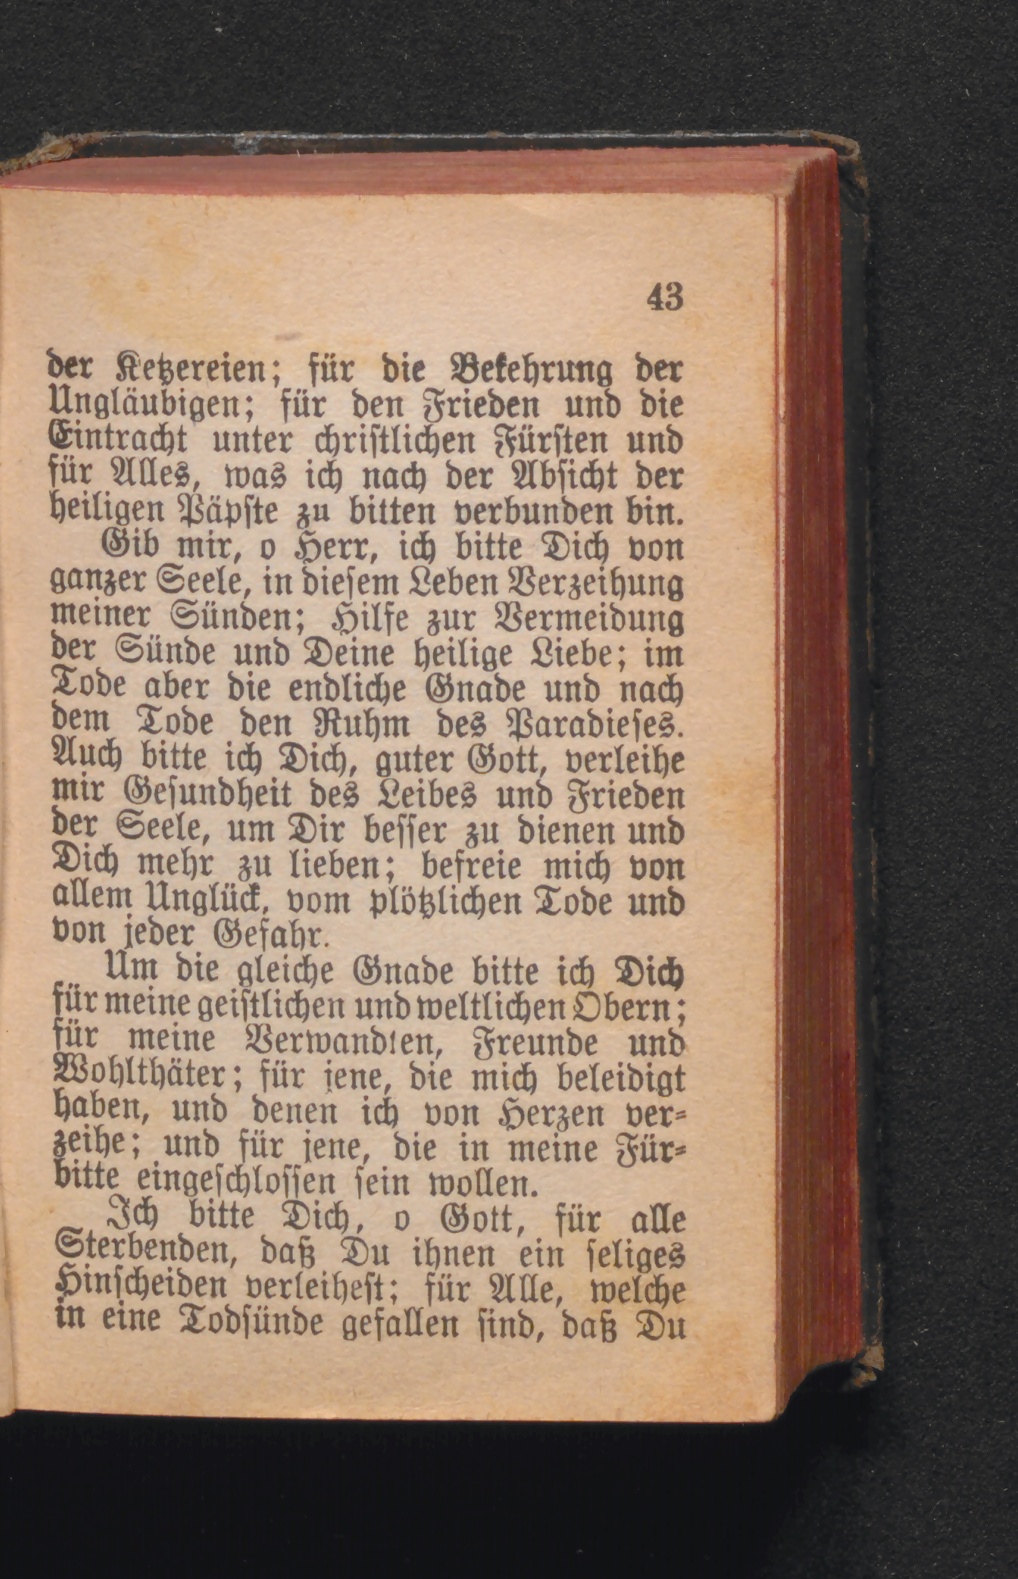 43
der Ketzereien; für die Bekehrung der
Ungläubigen; für den Frieden und die
Eintracht unter christlichen Fürsten und
für Alles, was ich nach der Absicht der
heiligen Päpste zu bitten verbunden bin.
Gib mir, o Herr, ich bitte Dich von
ganzer Seele, in diesem Leben Verzeihung
meiner Sünden; Hilfe zur Vermeidung
der Sünde und Deine heilige Liebe; im
Tode aber die endliche Gnade und nach
dem Tode den Ruhm des Paradieses.
Auch bitte ich Dich, guter Gott, verleihe
mir Gesundheit des Leibes und Frieden
der Seele, um Dir besser zu dienen und
Dich mehr zu lieben; befreie mich von
allem Unglück, vom plötzlichen Tode und
von jeder Gefahr.
Um die gleiche Gnade bitte ich Dich
für meine geistlichen und weltlichen Obern;
für meine Verwandten, Freunde und
Wohlthäter; für jene, die mich beleidigt
haben, und denen ich von Herzen ver-
zeihe; und für jene, die in meine Für-
bitte eingeschlossen sein wollen.
Ich bitte Dich, o Gott, für alle
Sterbenden, daß Du ihnen ein seliges
Hinscheiden verleihest; für Alle, welche
in eine Todsünde gefallen sind, daß Du